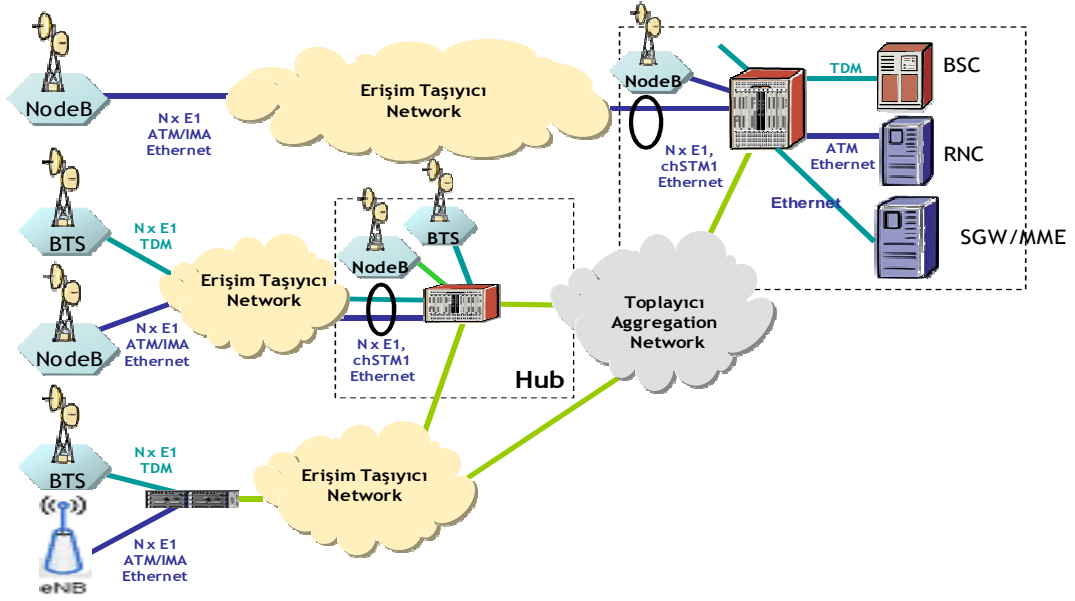 NodeB
N x E1
ATM/IMA
Ethernet
Erişim Taşıyıcı
Network
NodeB
N x E1,
chSTM1
Ethernet
TDM
BSC
ATM
Ethernet
RNC
Ethernet
SGW/MME
BTS
N x E1
TDM
NodeB
N x E1
ATM/IMA
Ethernet
Erişim Taşıyıcı
Network
NodeB
BTS
N x E1,
chSTM1
Ethernet
Hub
Toplayıcı
Aggregation
Network
BTS
N x E1
TDM
eNB
N x E1
ATM/IMA
Ethernet
Erişim Taşıyıcı
Network